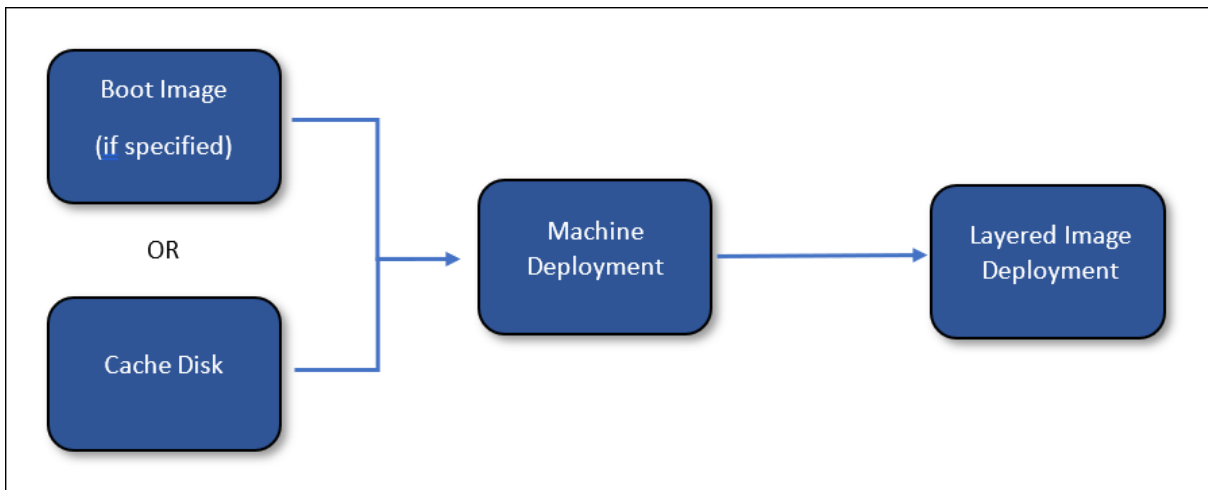 Boot Image
(if specified)
OR
Cache Disk
Machine
Deployment
Layered Image
Deployment